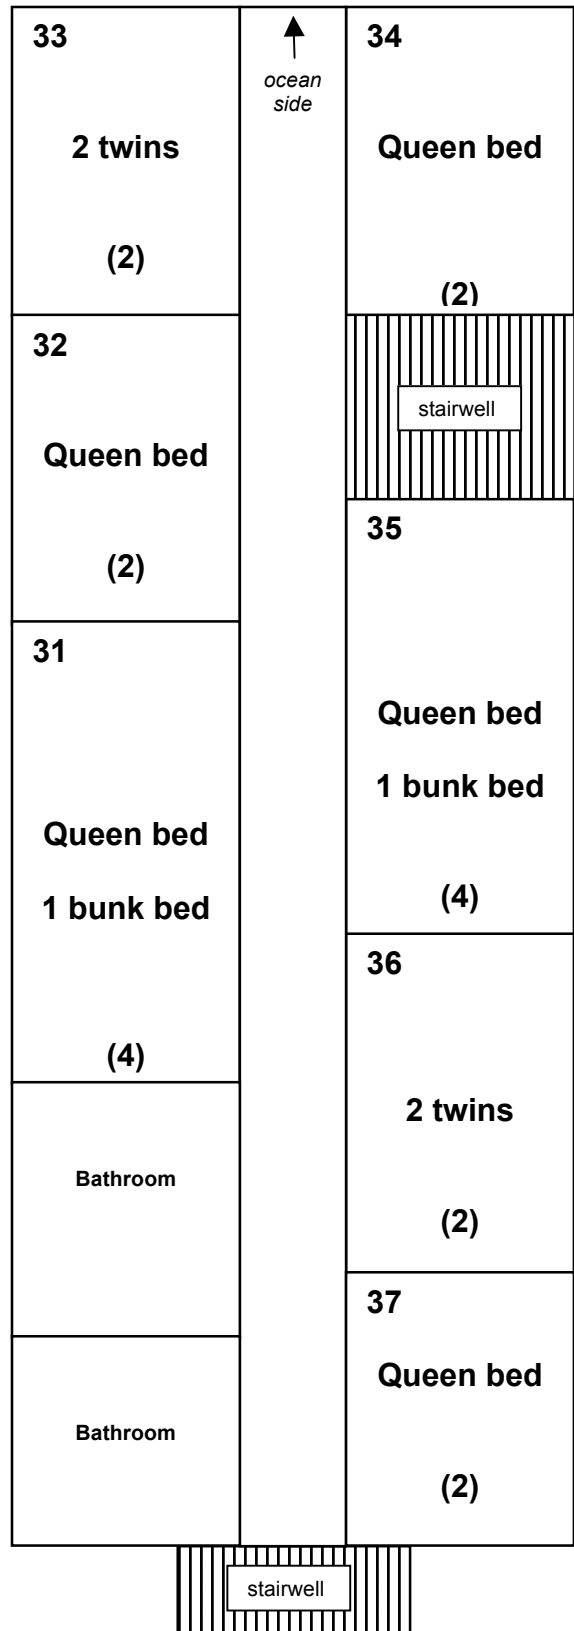 33
2 twins
(2)
32
Queen bed
(2)
31
Queen bed
1 bunk bed
(4)
Bathroom
Bathroom
ocean
side
34
Queen bed
(2)
stairwell
35
Queen bed
1 bunk bed
(4)
36
2 twins
(2)
37
Queen bed
(2)
stairwell